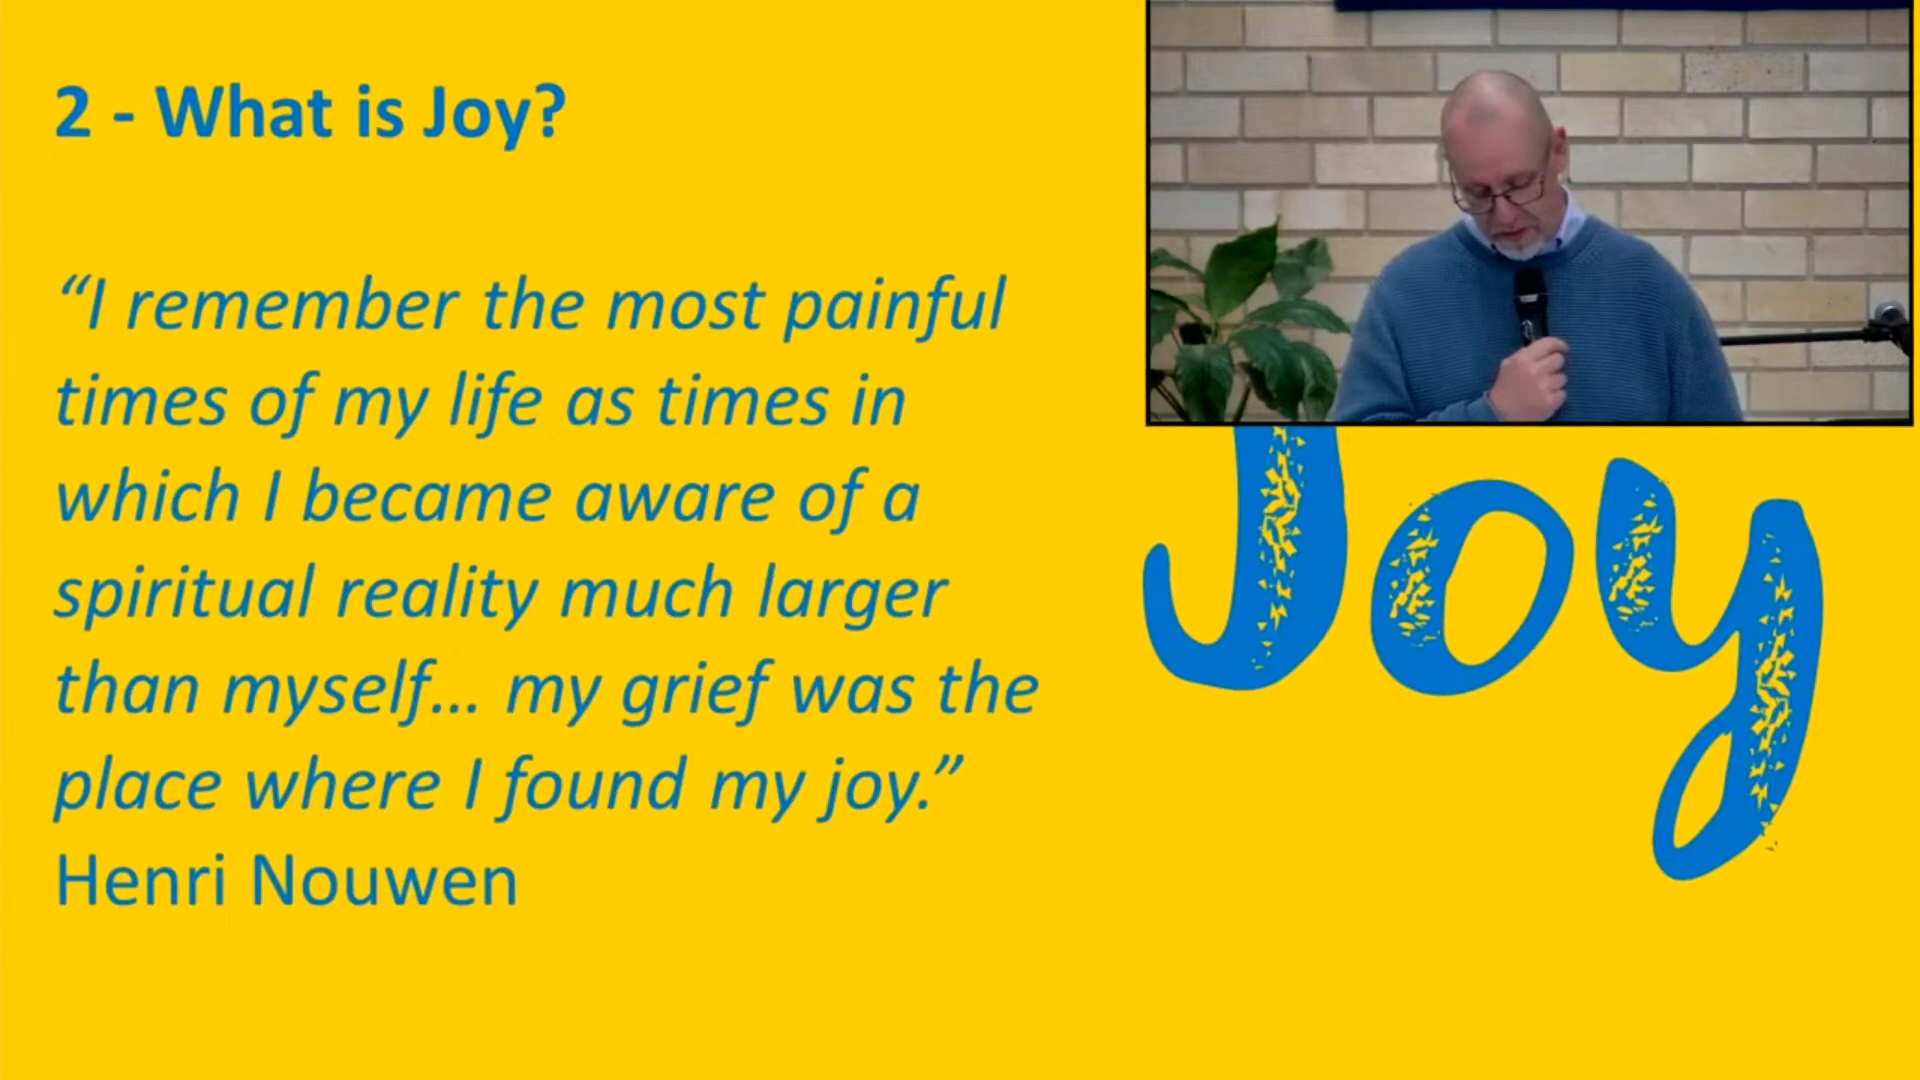 2 - What is Joy?
“I remember the most painful
times of my life as times in
which I became aware of a
spiritual reality much larger
than myself... my grief was the
place where I found my joy.”
Henri Nouwen
Joy